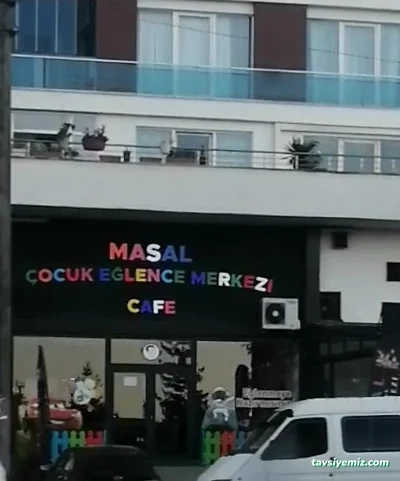 MASAL
ÇOCUK EĞLENCE MERKEZİ
CAFE
tavsiyemiz.com